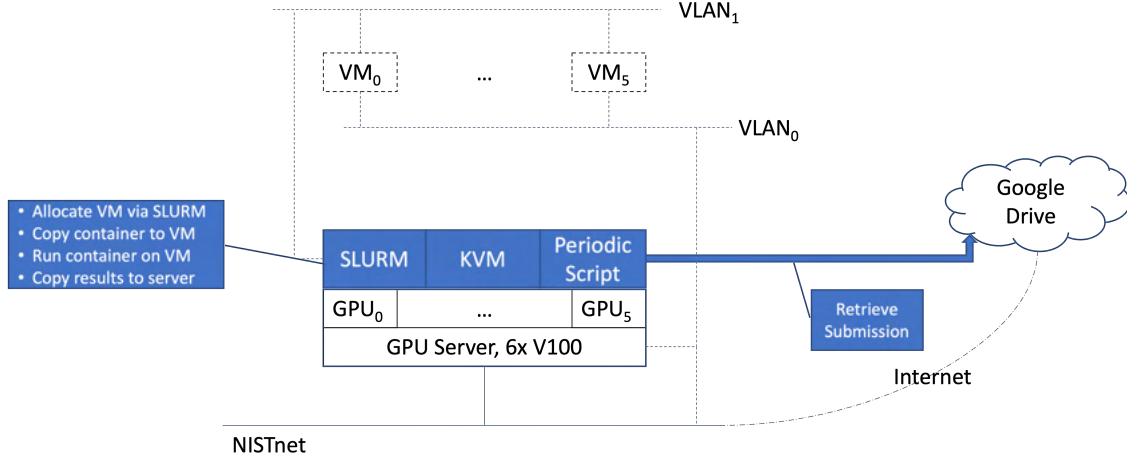 VLAN₁
VM₀ ... VM₅
VLAN₀
Google
Drive
• Allocate VM via SLURM
• Copy container to VM
• Run container on VM
• Copy results to server
SLURM KVM Periodic
Script
GPU₀ ... GPU₅
GPU Server, 6x V100
Retrieve
Submission
Internet
NISTnet